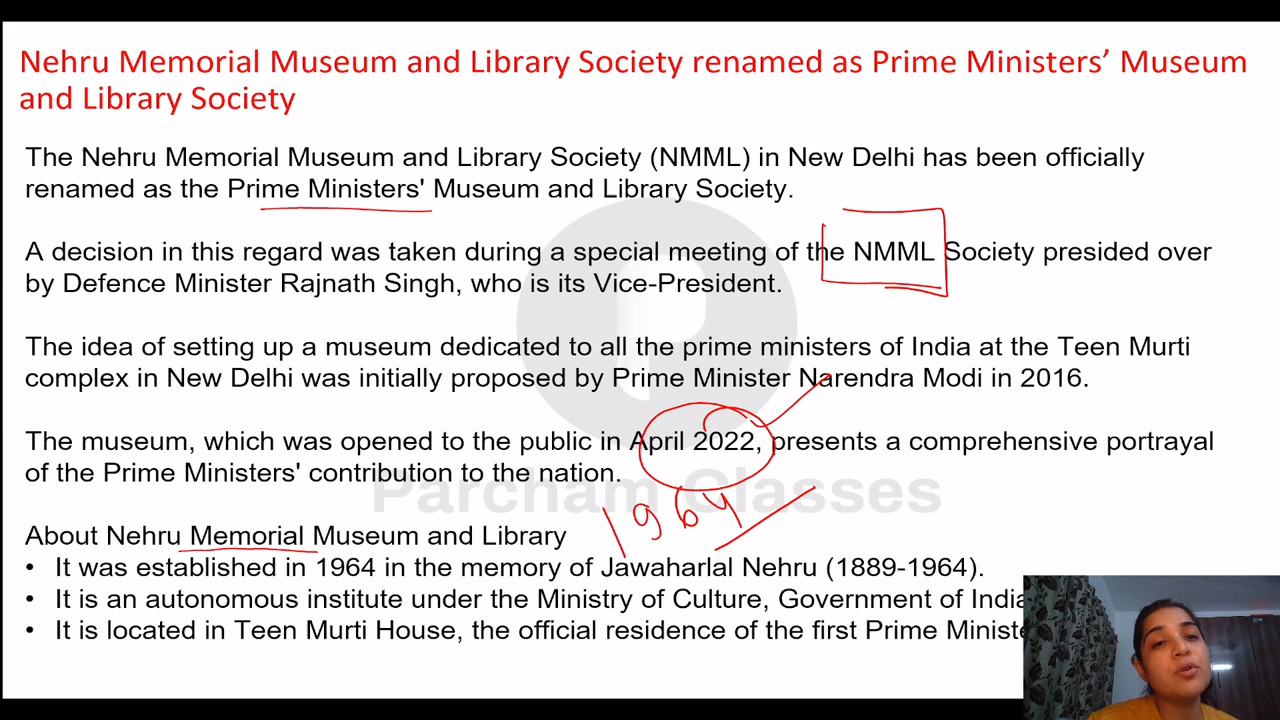 Nehru Memorial Museum and Library Society renamed as Prime Ministers’ Museum
and Library Society
The Nehru Memorial Museum and Library Society (NMML) in New Delhi has been officially
renamed as the Prime Ministers' Museum and Library Society.
A decision in this regard was taken during a special meeting of the NMML Society presided over
by Defence Minister Rajnath Singh, who is its Vice-President.
The idea of setting up a museum dedicated to all the prime ministers of India at the Teen Murti
complex in New Delhi was initially proposed by Prime Minister Narendra Modi in 2016.
The museum, which was opened to the public in April 2022, presents a comprehensive portrayal
of the Prime Ministers' contribution to the nation.
Parcham Classes
1964
About Nehru Memorial Museum and Library
• It was established in 1964 in the memory of Jawaharlal Nehru (1889-1964).
• It is an autonomous institute under the Ministry of Culture, Government of India
• It is located in Teen Murti House, the official residence of the first Prime